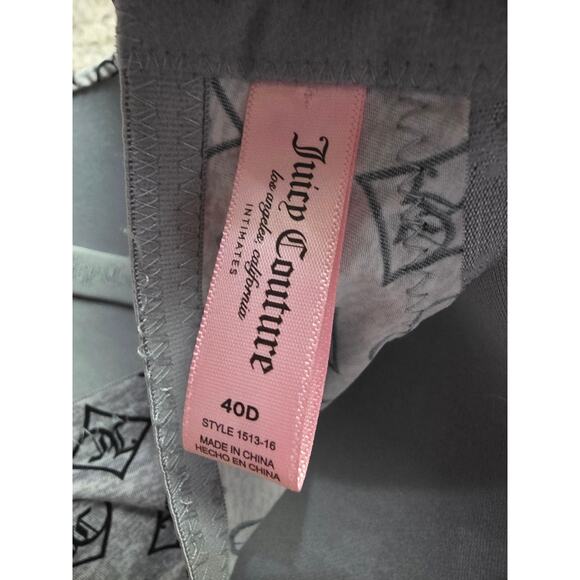 Juicy Couture
los angeles, california
INTIMATES
40D
STYLE 1513-16
MADE IN CHINA
HECHO EN CHINA